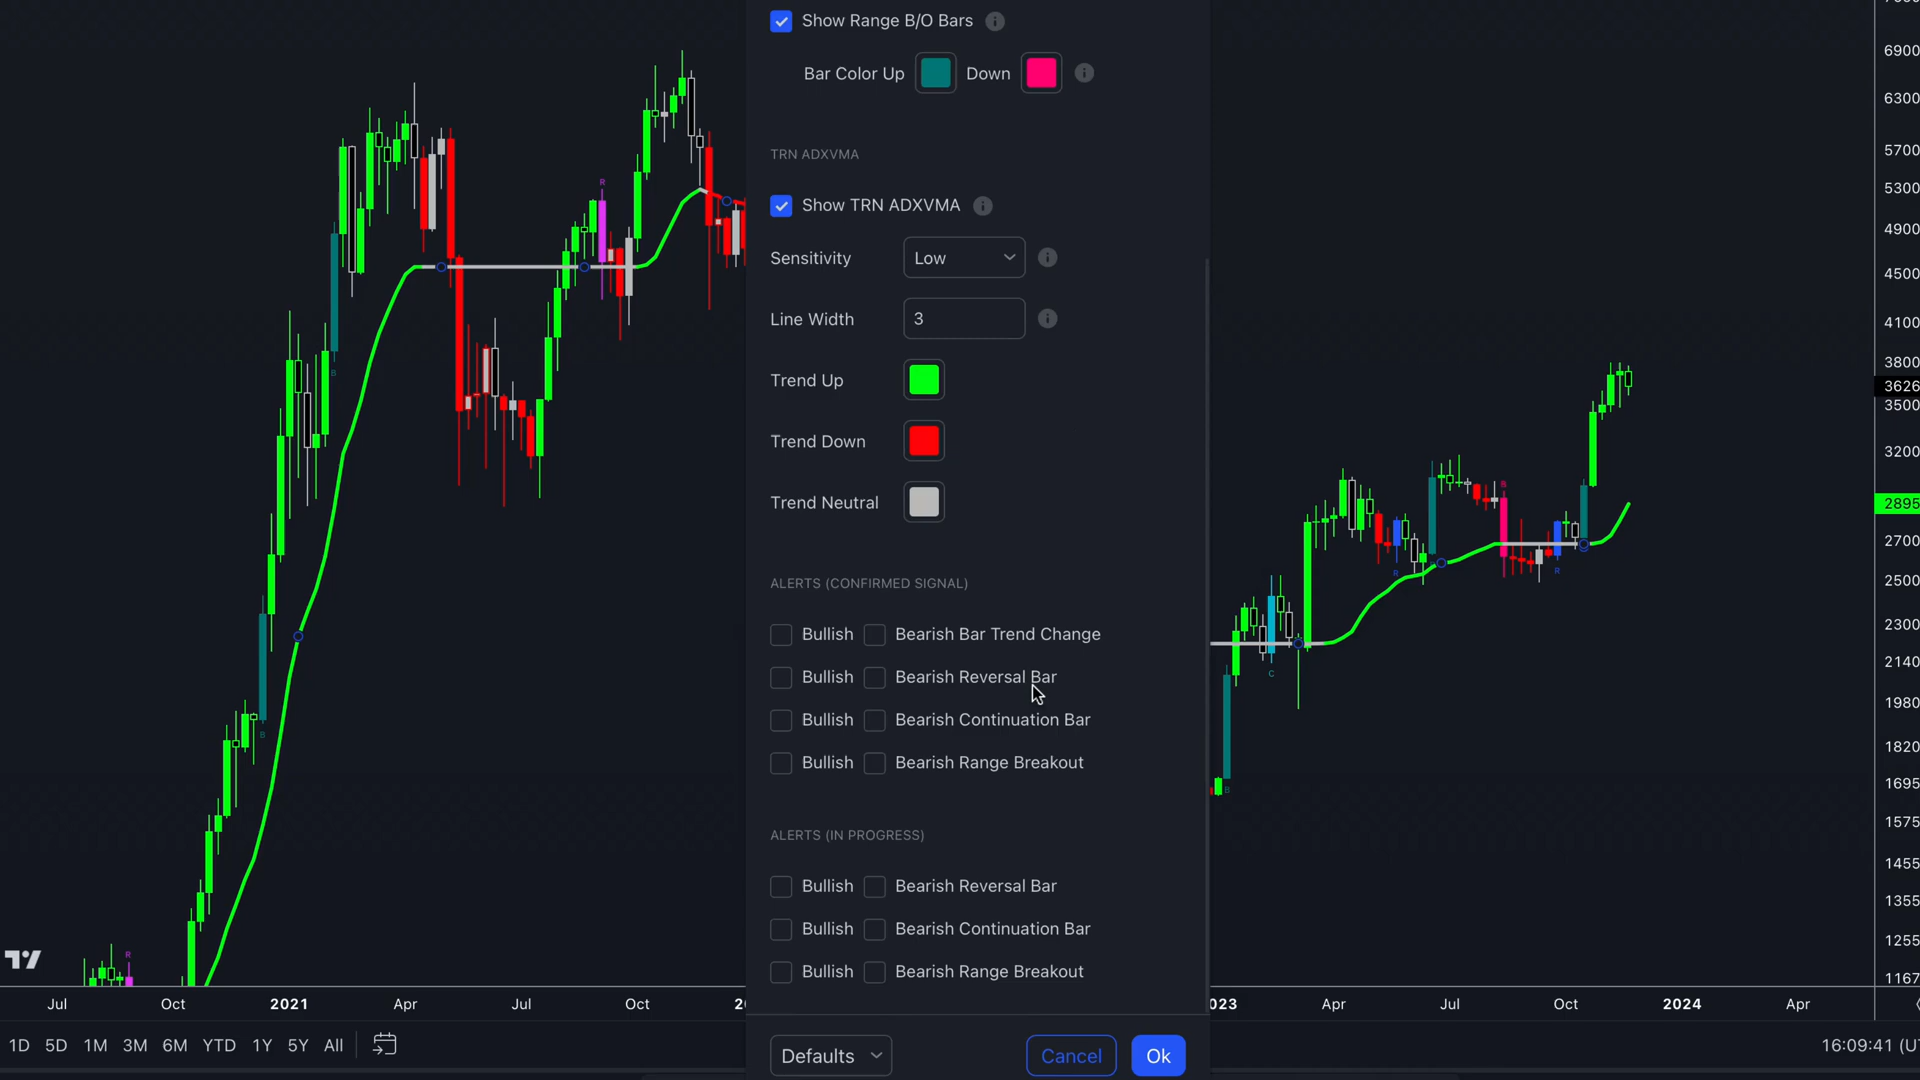 Show Range B/O Bars
Bar Color Up Down
TRN ADXVMA
Show TRN ADXVMA
Sensitivity Low
Line Width 3
Trend Up
Trend Down
Trend Neutral
ALERTS (CONFIRMED SIGNAL)
Bullish Bearish Bar Trend Change
Bullish Bearish Reversal Bar
Bullish Bearish Continuation Bar
Bullish Bearish Range Breakout
ALERTS (IN PROGRESS)
Bullish Bearish Reversal Bar
Bullish Bearish Continuation Bar
Bullish Bearish Range Breakout
Defaults Cancel Ok
R
B
B
R
B
C
R
B
R
B
6900
6300
5700
5300
4900
4500
4100
3800
3626
3500
3200
2895
2700
2500
2300
2140
1980
1820
1695
1575
1455
1355
1255
1167
Jul Oct 2021 Apr Jul Oct 2 023 Apr Jul Oct 2024 Apr
1D 5D 1M 3M 6M YTD 1Y 5Y All
16:09:41 (U